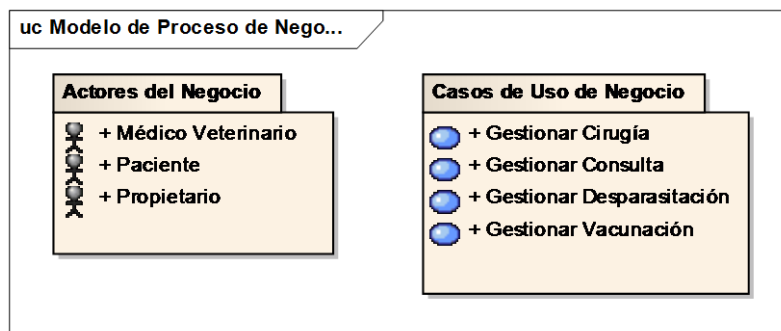 uc Modelo de Proceso de Nego...
Actores del Negocio
+ Médico Veterinario
+ Paciente
+ Propietario
Casos de Uso de Negocio
+ Gestionar Cirugía
+ Gestionar Consulta
+ Gestionar Desparasitación
+ Gestionar Vacunación